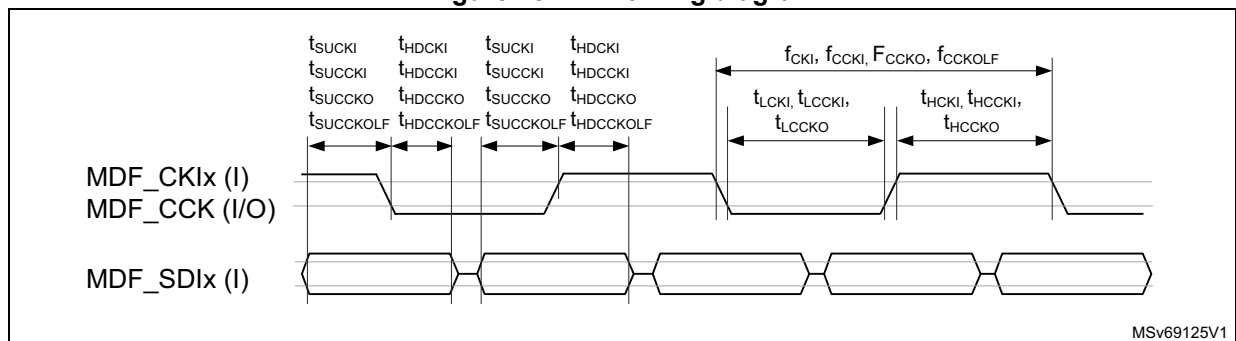 tSUCKI tHDCKI tSUCKI tHDCKI
tSUCCKI tHDCCKI tSUCCKI tHDCCKI
tSUCCKO tHDCCKO tSUCCKO tHDCCKO
tSUCCKOLF tHDCCKOLF tSUCCKOLF tHDCCKOLF
fCKI, fCCKI, FCCKO, fCCKOLF
tLCKI, tLCCKI,
tLCCKO
tHCKI, tHCCKI,
tHCCKO
MDF_CKIx (I)
MDF_CCK (I/O)
MDF_SDIx (I)
MSv69125V1